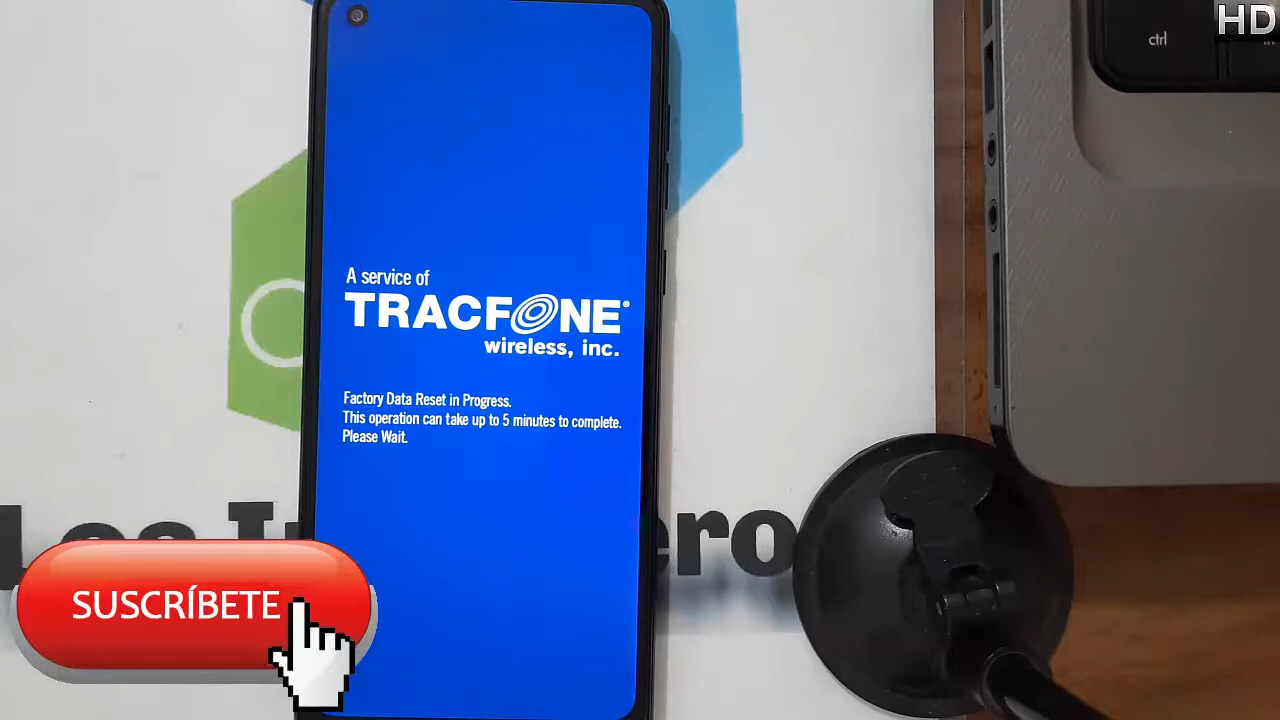 HD
ctrl
A service of
TRACFONE®
wireless, inc.
Factory Data Reset in Progress.
This operation can take up to 5 minutes to complete.
Please Wait.
ero
SUSCRÍBETE